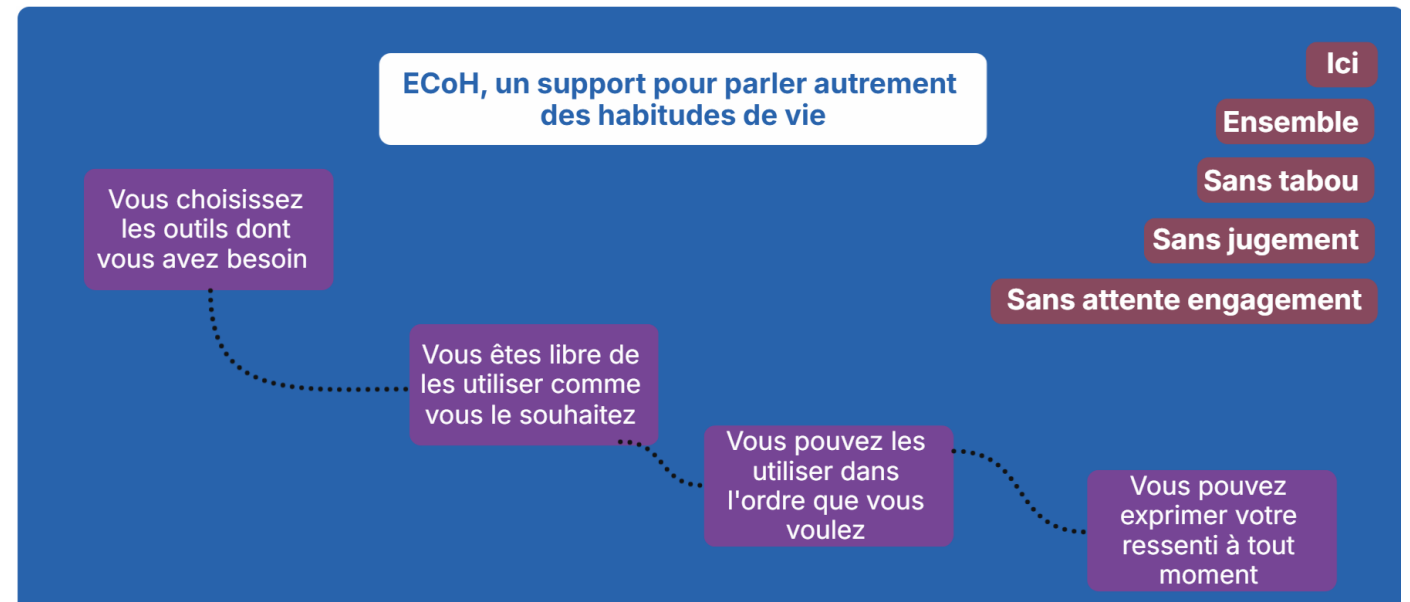 ECoH, un support pour parler autrement
des habitudes de vie
Ici
Ensemble
Sans tabou
Sans jugement
Sans attente engagement
Vous choisissez
les outils dont
vous avez besoin
Vous êtes libre de
les utiliser comme
vous le souhaitez
Vous pouvez les
utiliser dans
l'ordre que vous
voulez
Vous pouvez
exprimer votre
ressenti à tout
moment